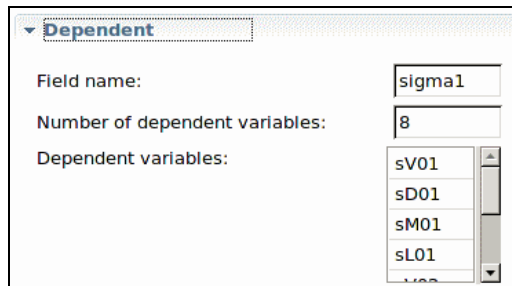 Dependent
Field name: sigma1
Number of dependent variables: 8
Dependent variables: sV01
sD01
sM01
sL01